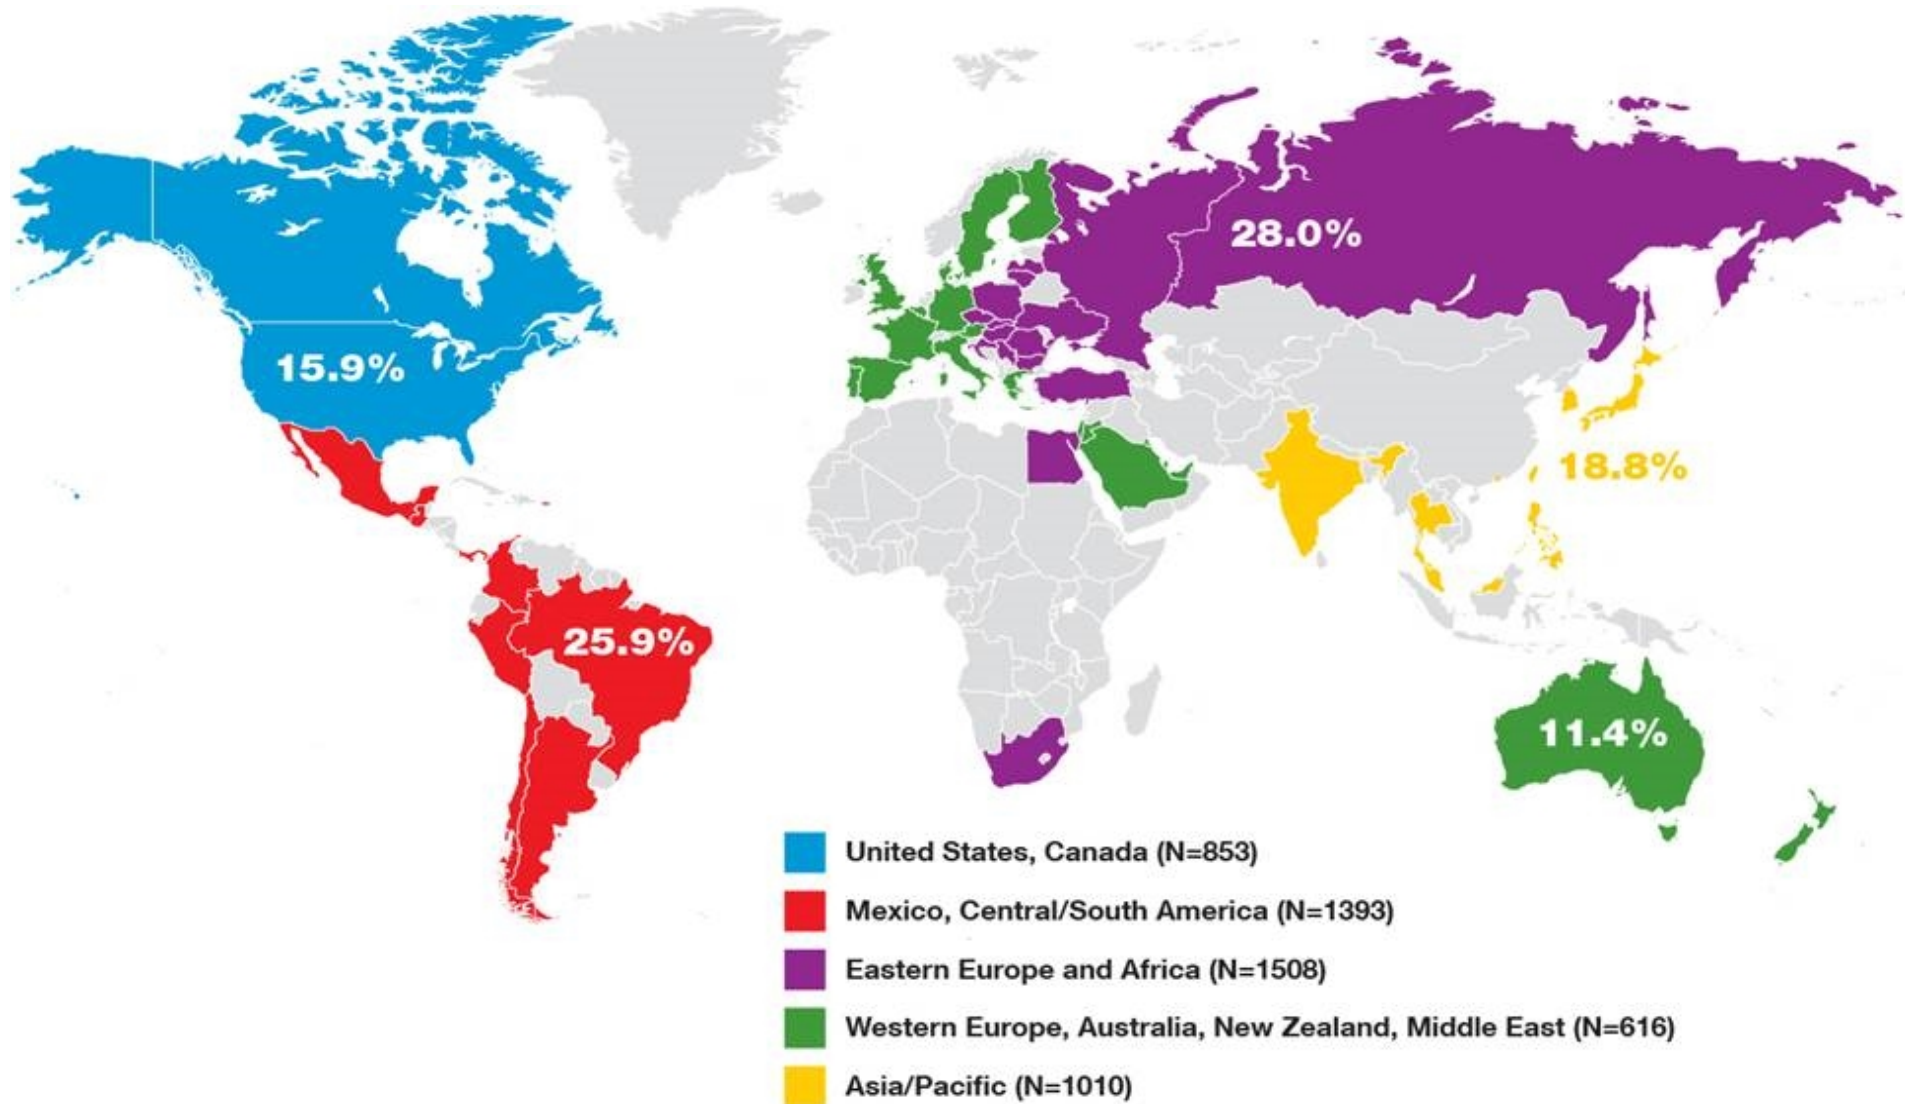 28.0%
15.9%
18.8%
25.9%
11.4%
United States, Canada (N=853)
Mexico, Central/South America (N=1393)
Eastern Europe and Africa (N=1508)
Western Europe, Australia, New Zealand, Middle East (N=616)
Asia/Pacific (N=1010)